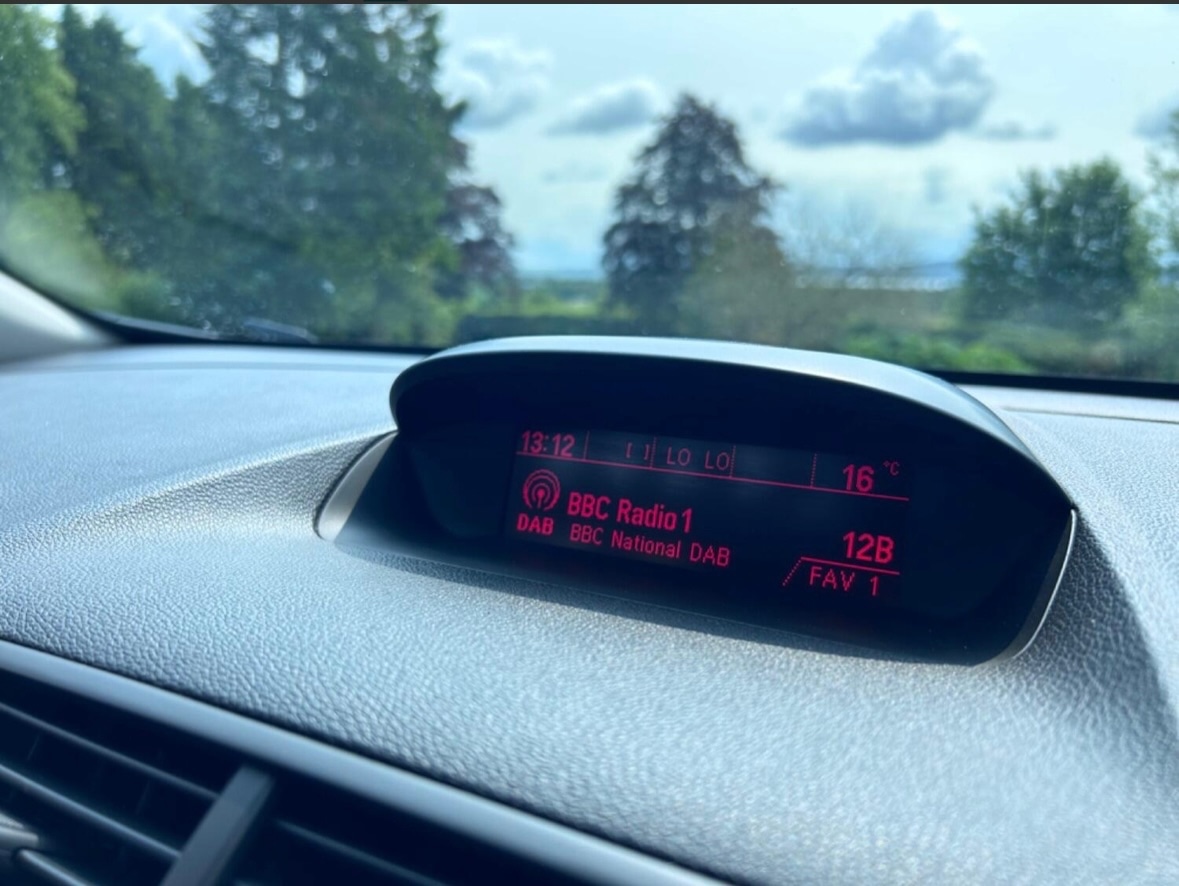 13:12 [ ] LO LO 16 °C
BBC Radio 1
DAB BBC National DAB 12B
FAV 1